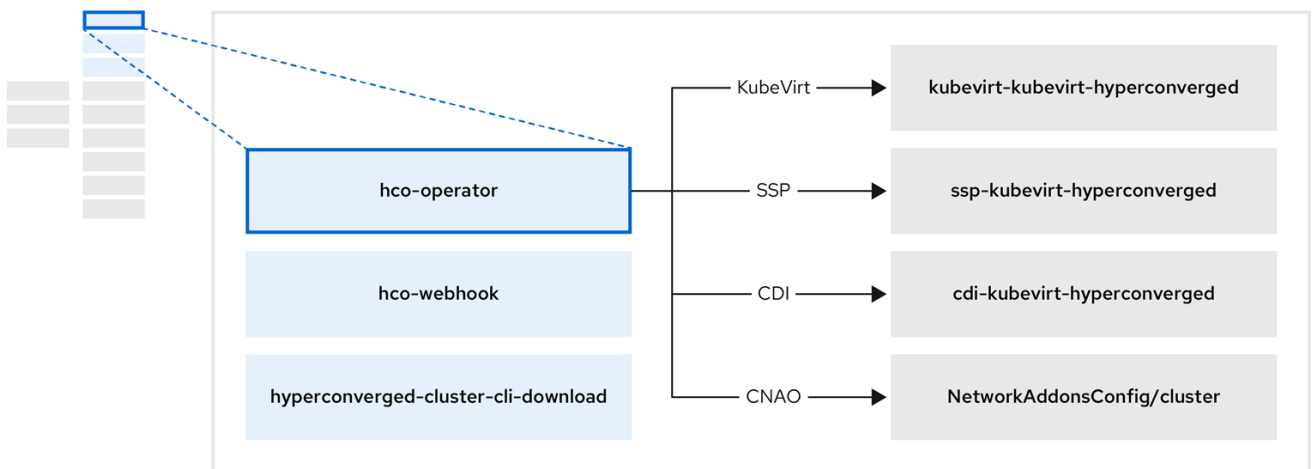 KubeVirt
kubevirt-kubevirt-hyperconverged
hco-operator
SSP
ssp-kubevirt-hyperconverged
hco-webhook
CDI
cdi-kubevirt-hyperconverged
hyperconverged-cluster-cli-download
CNAO
NetworkAddonsConfig/cluster